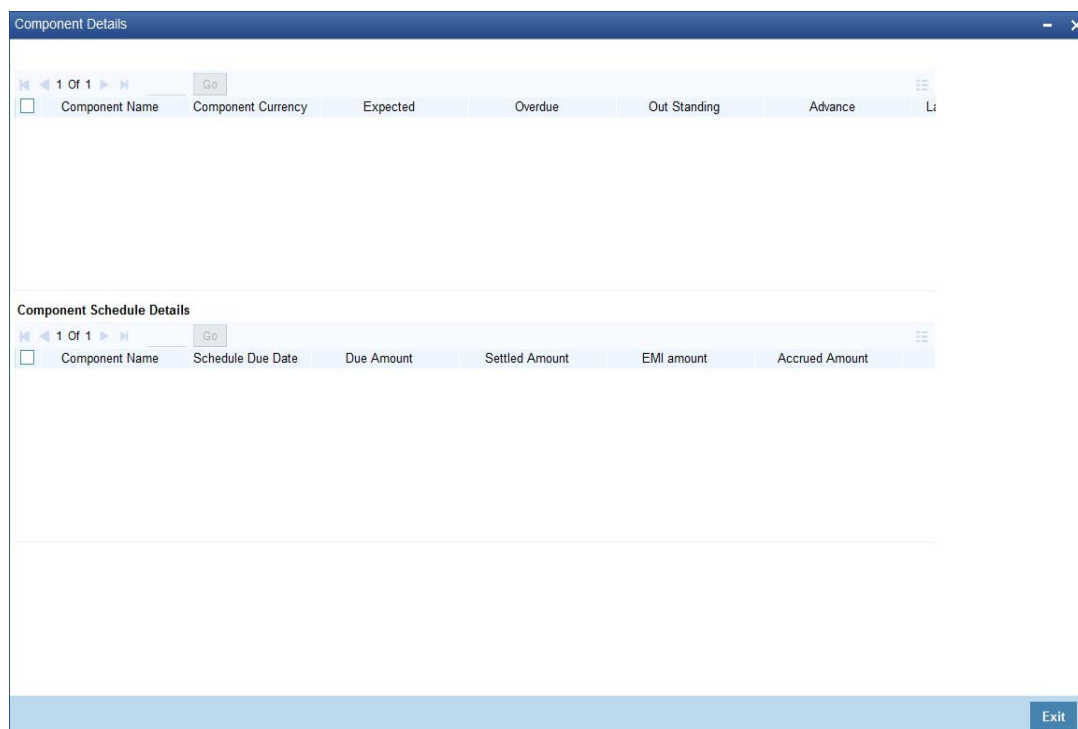 Component Details
1 Of 1 Go
Component Name Component Currency Expected Overdue Out Standing Advance
Component Schedule Details
1 Of 1 Go
Component Name Schedule Due Date Due Amount Settled Amount EMI amount Accrued Amount
Exit